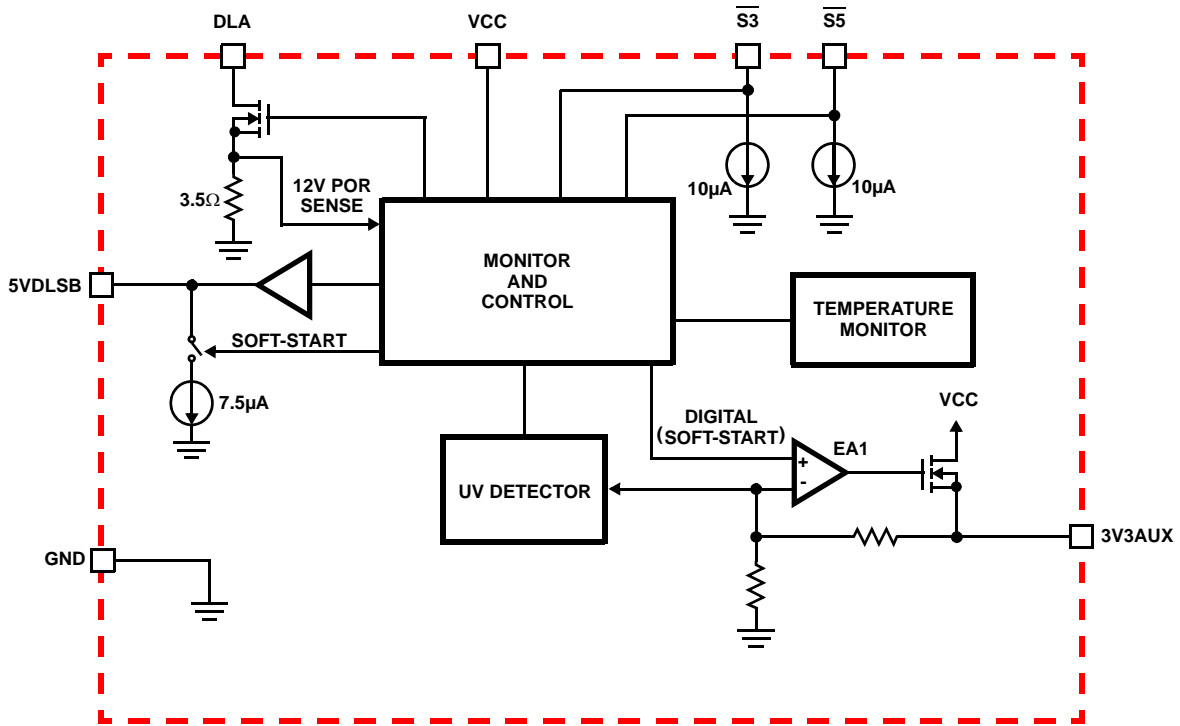 DLA
VCC
S3
S5
3.5Ω
12V POR
SENSE
10µA
10µA
MONITOR
AND
CONTROL
5VDLSB
TEMPERATURE
MONITOR
SOFT-START
7.5µA
VCC
DIGITAL
(SOFT-START)
EA1
+
-
UV DETECTOR
3V3AUX
GND